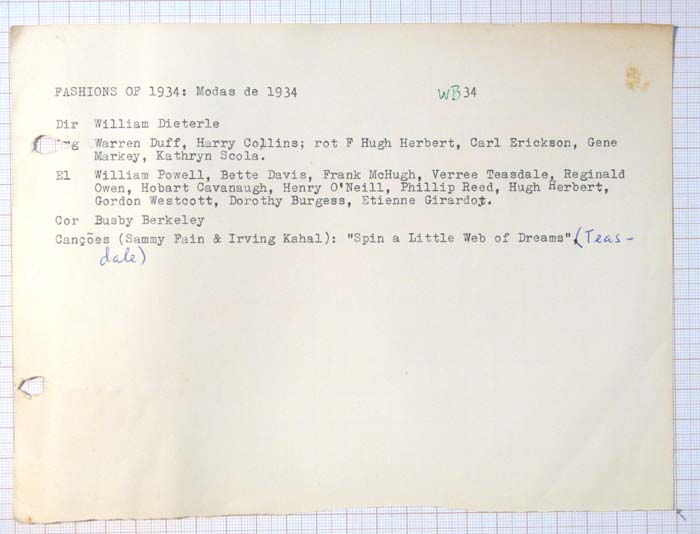 FASHIONS OF 1934: Modas de 1934 WB34
Dir William Dieterle
Warren Duff, Harry Collins; rot F Hugh Herbert, Carl Erickson, Gene
Markey, Kathryn Scola.
El William Powell, Bette Davis, Frank McHugh, Verree Teasdale, Reginald
Owen, Hobart Cavanaugh, Henry O'Neill, Phillip Reed, Hugh Herbert,
Gordon Westcott, Dorothy Burgess, Etienne Girardot.
Cor Busby Berkeley
Canções (Sammy Fain & Irving Kahal): "Spin a Little Web of Dreams" (Teas-
dale)